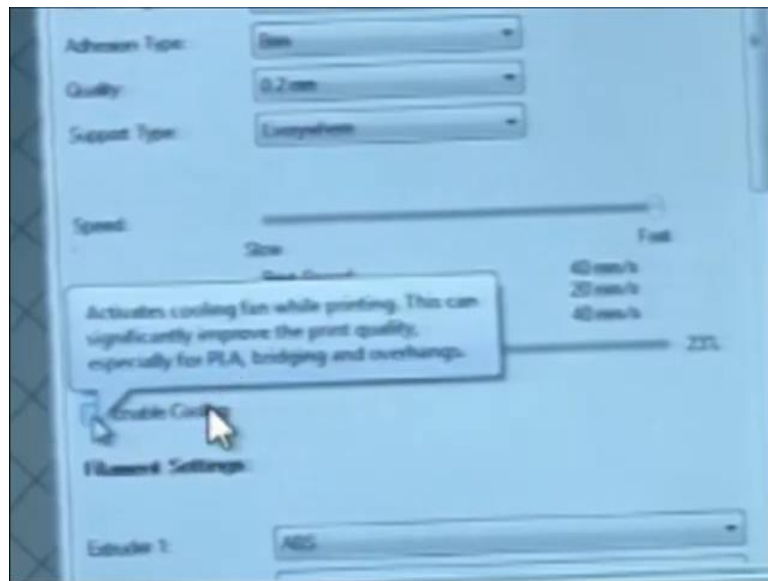 Adhesion Type:
Quality: 0.2 mm
Support Type: Everywhere
Speed:
Slow Fast
40 mm/s
20 mm/s
40 mm/s
Activates cooling fan while printing. This can
significantly improve the print quality,
especially for PLA, bridging and overhangs.
Enable Cooling
Filament Settings:
Extruder 1: ABS